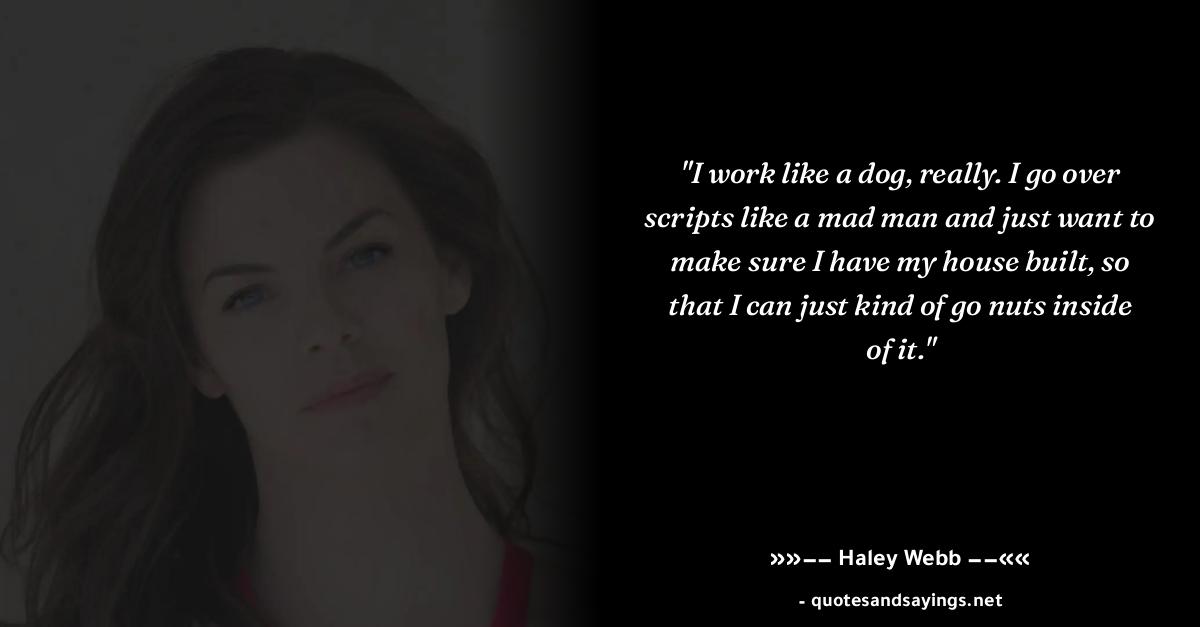 "I work like a dog, really. I go over
scripts like a mad man and just want to
make sure I have my house built, so
that I can just kind of go nuts inside
of it."
»»−− Haley Webb −−««
- quotesandsayings.net